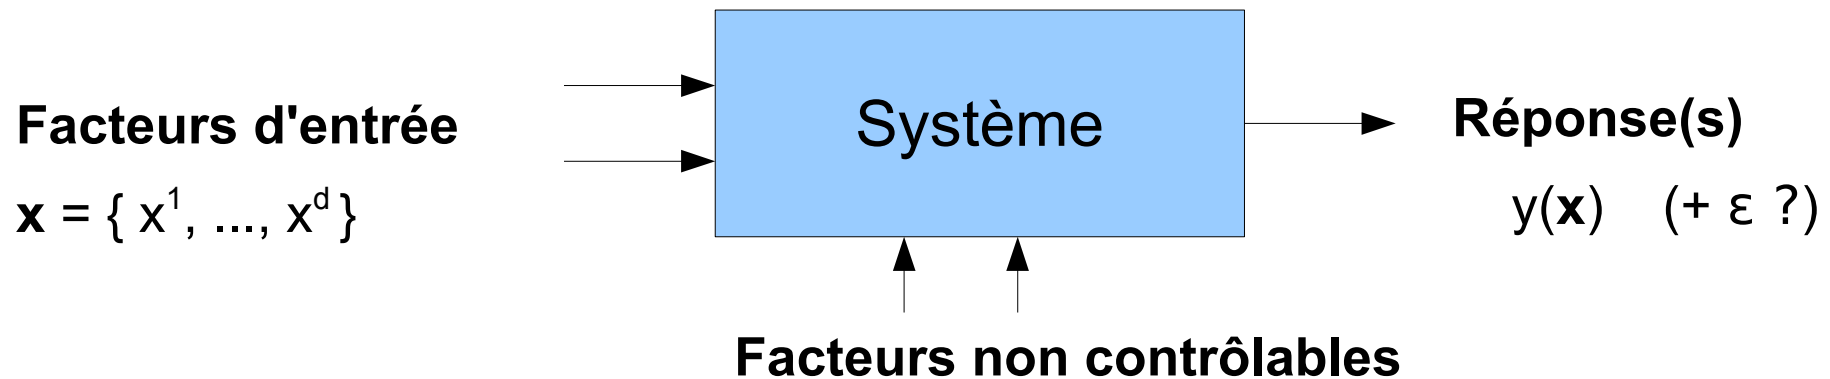 Facteurs d'entrée
x = { x¹, ..., xᵈ }
Système
Réponse(s)
y(x) (+ ε ?)
Facteurs non contrôlables